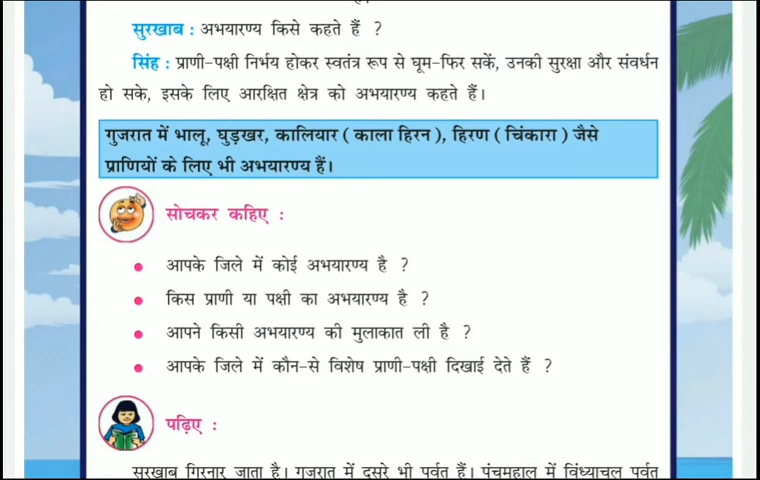 सुरखाब : अभयारण्य किसे कहते हैं ?
सिंह : प्राणी-पक्षी निर्भय होकर स्वतंत्र रूप से घूम-फिर सकें, उनकी सुरक्षा और संवर्धन
हो सके, इसके लिए आरक्षित क्षेत्र को अभयारण्य कहते हैं।
गुजरात में भालू, घुड़खर, कालियार ( काला हिरन ), हिरण ( चिंकारा ) जैसे
प्राणियों के लिए भी अभयारण्य हैं।
सोचकर कहिए :
• आपके जिले में कोई अभयारण्य है ?
• किस प्राणी या पक्षी का अभयारण्य है ?
• आपने किसी अभयारण्य की मुलाकात ली है ?
• आपके जिले में कौन-से विशेष प्राणी-पक्षी दिखाई देते हैं ?
पढ़िए :
सुरखाब गिरनार जाता है। गुजरात में दूसरे भी पर्वत हैं। पंचमहाल में विंध्याचल पर्वत